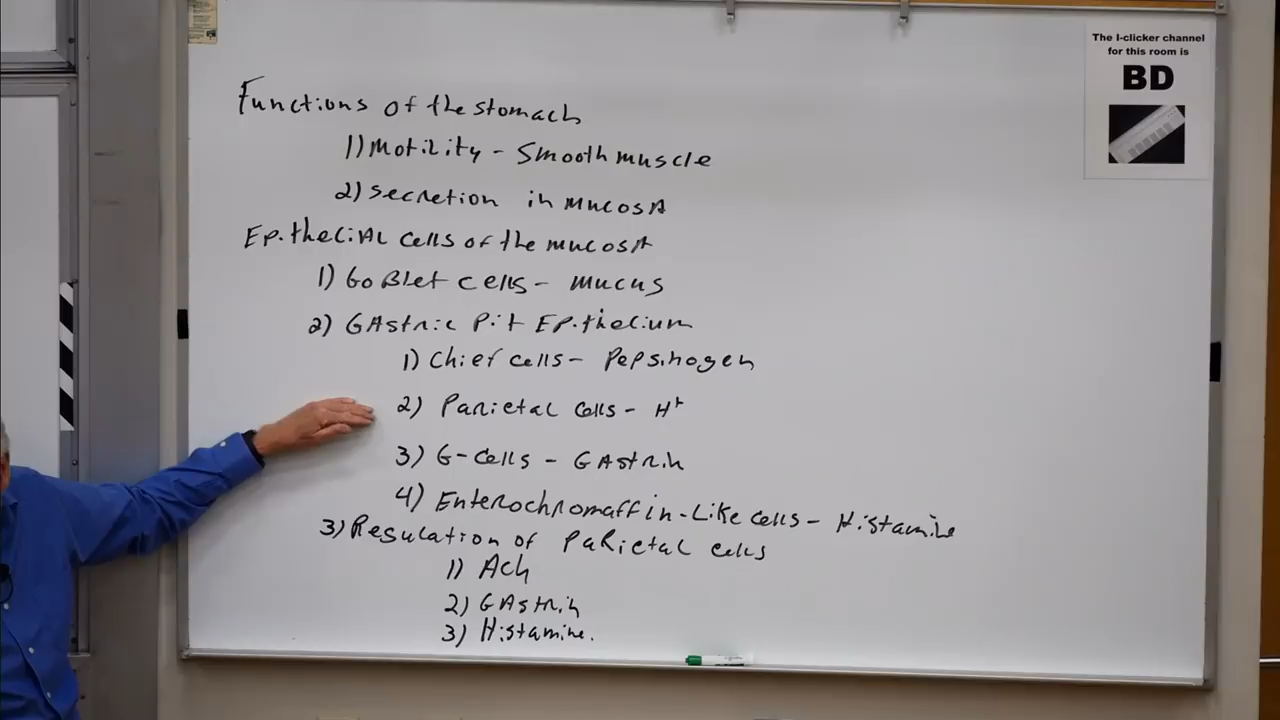 The I-clicker channel
for this room is
BD
Functions of the stomach
1) Motility - Smooth muscle
2) Secretion in mucosa
Epithelial cells of the mucosa
1) Goblet cells - mucus
2) Gastric Pit Epithelium
1) Chief cells - Pepsinogen
2) Parietal cells - H+
3) G-cells - Gastrin
4) Enterochromaffin-Like cells - Histamine
3) Regulation of Parietal cells
1) Ach
2) Gastrin
3) Histamine.